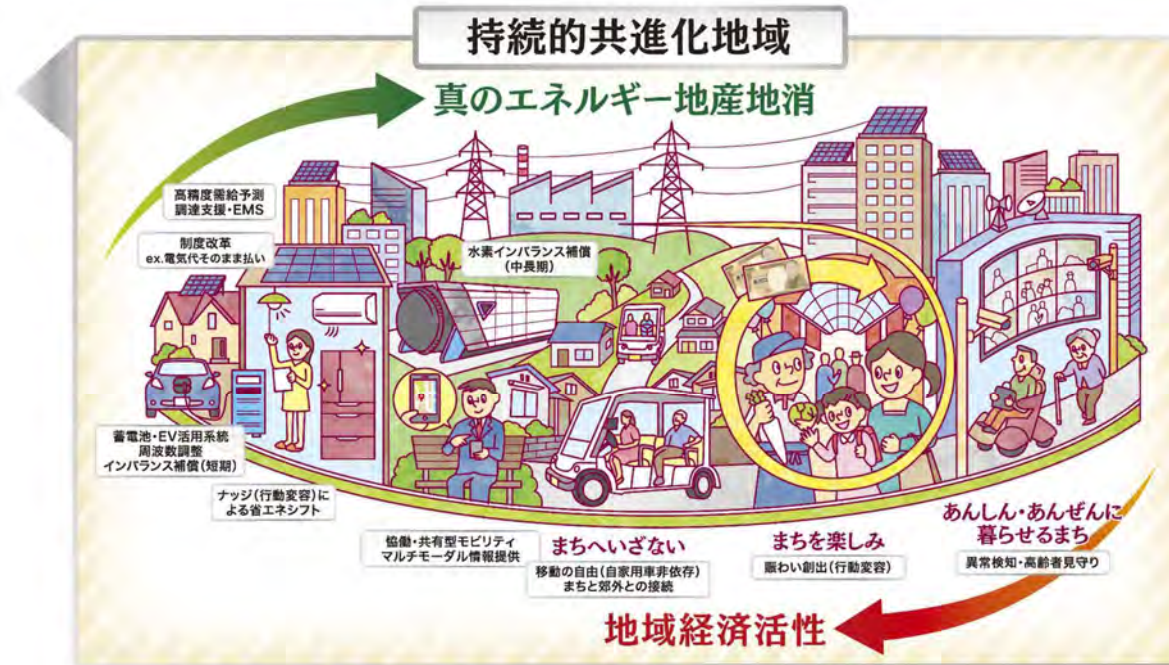 持続的共進化地域
真のエネルギー地産地消
高精度需給予測
調達支援・EMS
制度改革
ex.電気代そのまま払い
水素インバランス補償
(中長期)
蓄電池・EV活用系統
周波数調整
インバランス補償(短期)
ナッジ(行動変容)に
よる省エネシフト
協働・共有型モビリティ
マルチモーダル情報提供
まちへいざない
移動の自由(自家用車非依存)
まちと郊外との接続
まちを楽しみ
賑わい創出(行動変容)
あんしん・あんぜんに
暮らせるまち
異常検知・高齢者見守り
地域経済活性